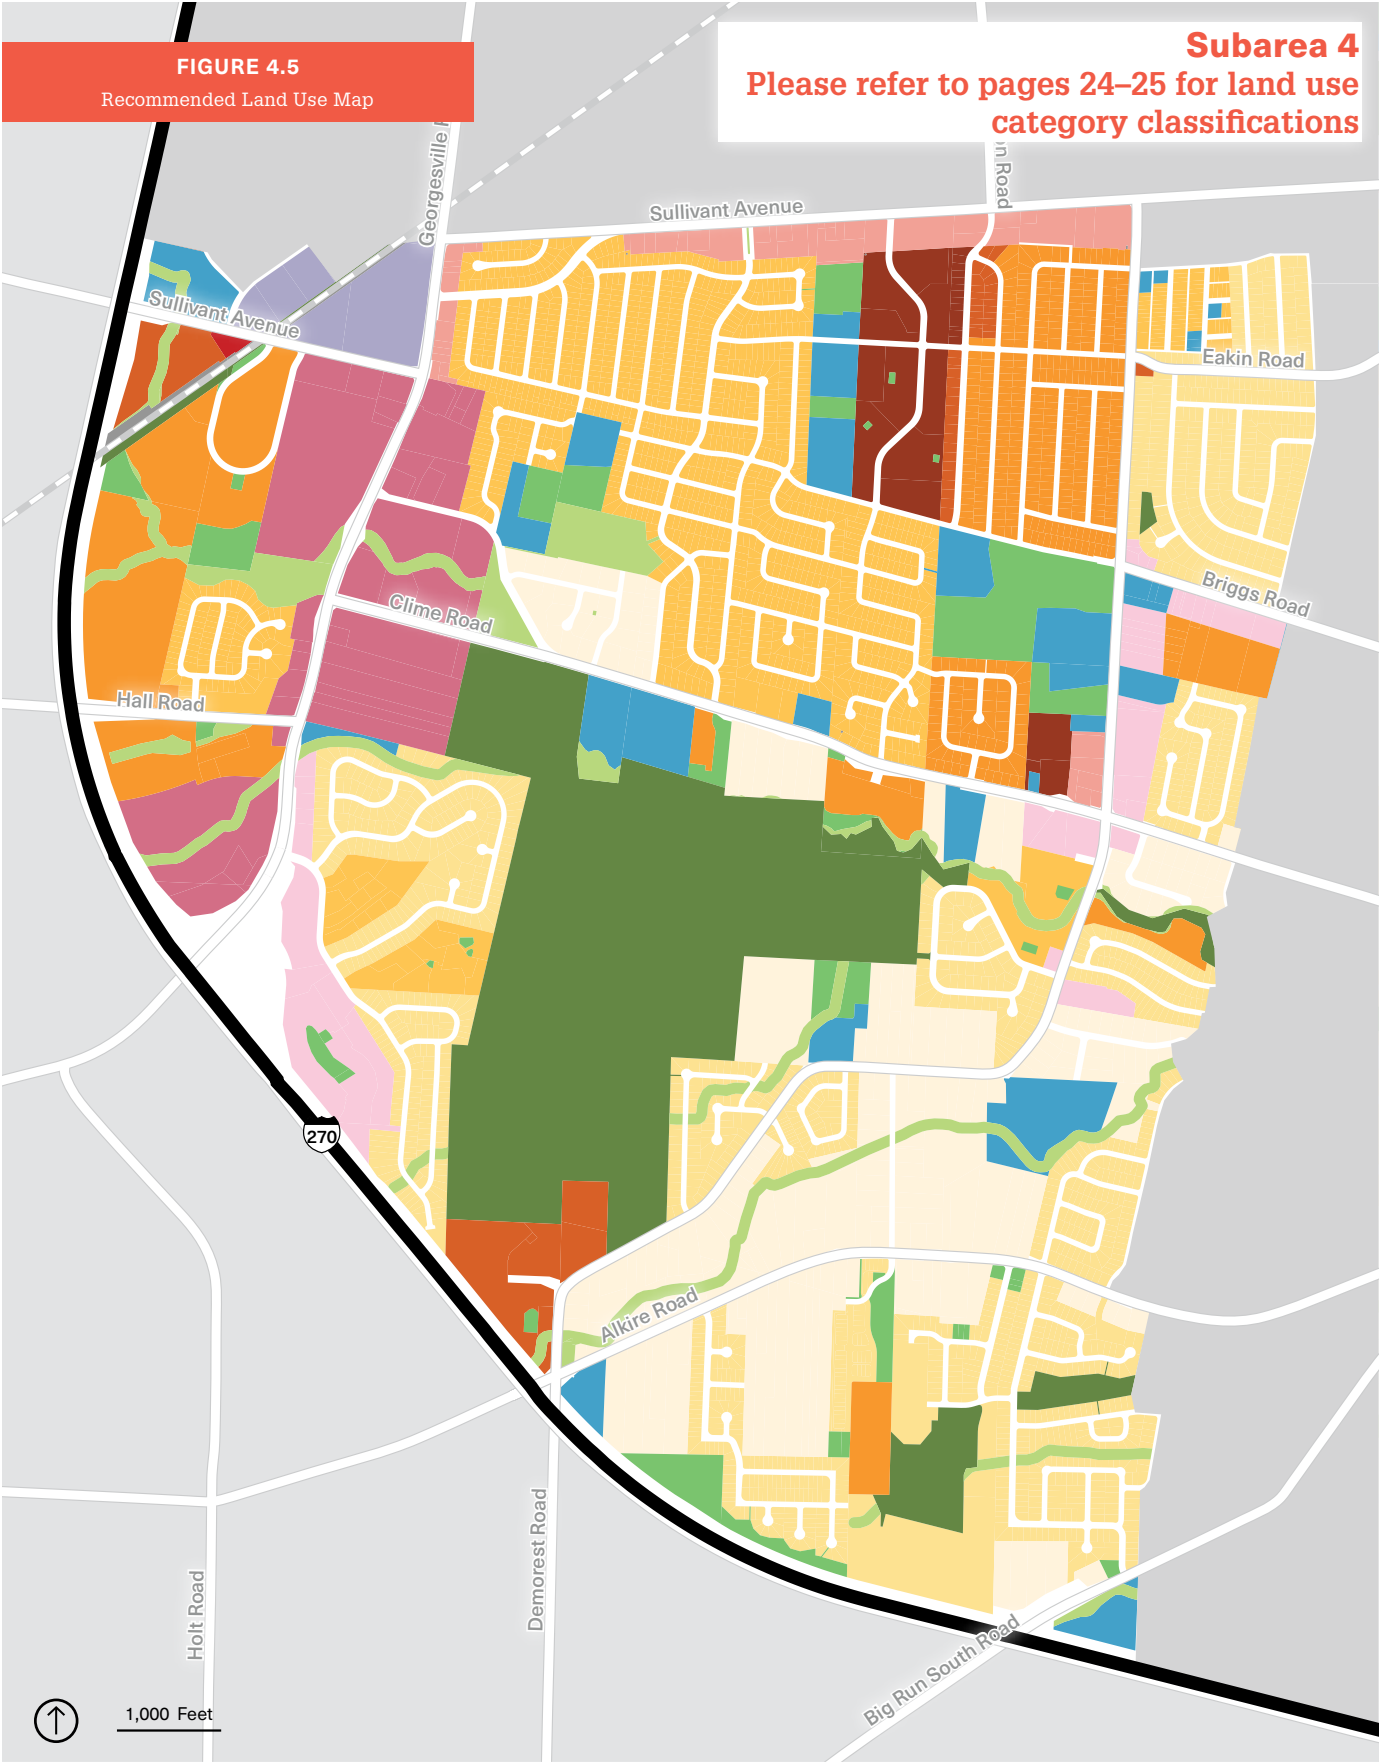 FIGURE 4.5
Recommended Land Use Map
Subarea 4
Please refer to pages 24–25 for land use
category classifications
Georgesville
Road
Sullivant Avenue
Sullivant Avenue
Eakin Road
Briggs Road
Clime Road
Hall Road
270
Alkire Road
Demorest Road
Holt Road
Big Run South Road
1,000 Feet